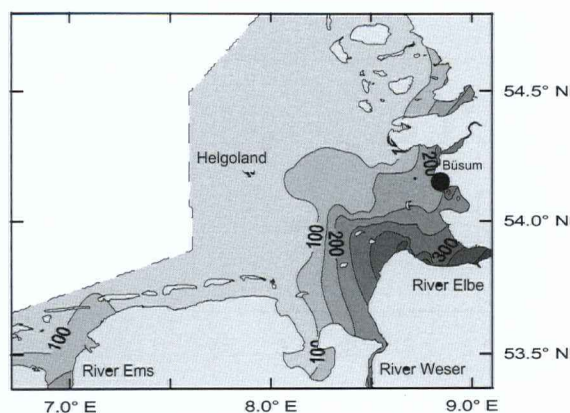 54.5° N
Helgoland
200
Büsum
54.0° N
100
200
300
River Elbe
100
100
53.5° N
River Ems
River Weser
7.0° E
8.0° E
9.0° E